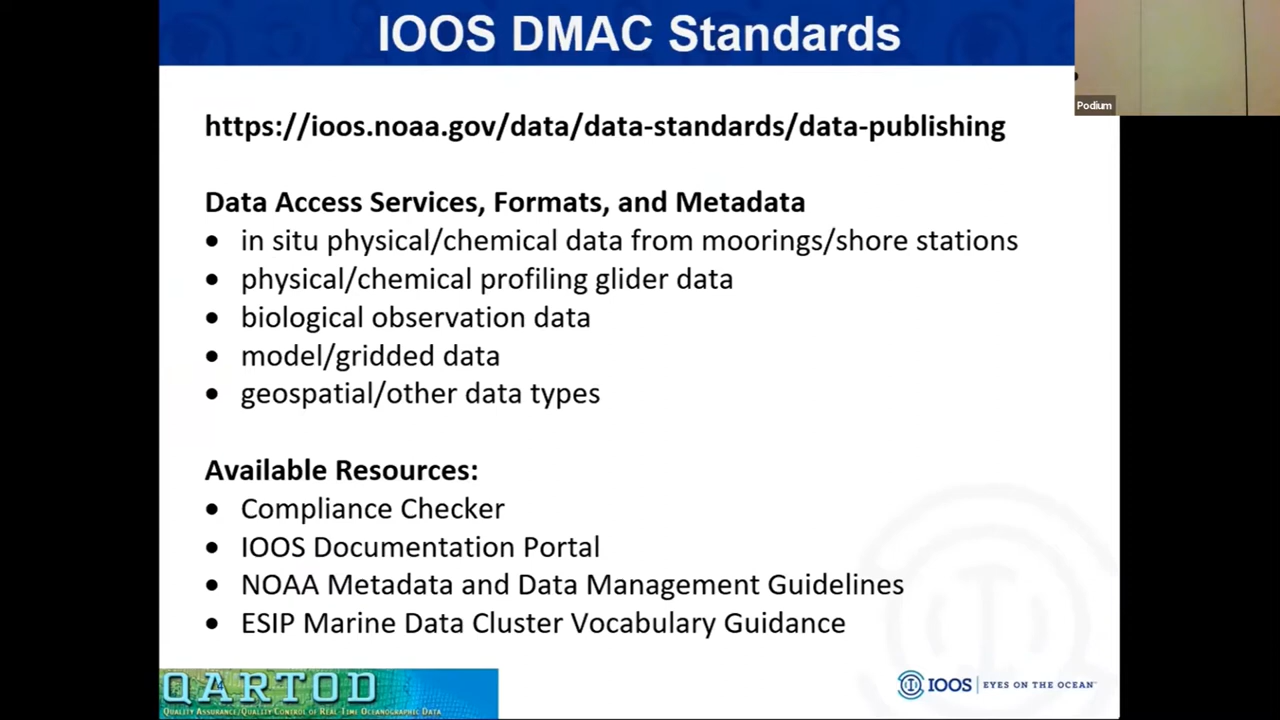 IOOS DMAC Standards
Podium
https://ioos.noaa.gov/data/data-standards/data-publishing
Data Access Services, Formats, and Metadata
• in situ physical/chemical data from moorings/shore stations
• physical/chemical profiling glider data
• biological observation data
• model/gridded data
• geospatial/other data types
Available Resources:
• Compliance Checker
• IOOS Documentation Portal
• NOAA Metadata and Data Management Guidelines
• ESIP Marine Data Cluster Vocabulary Guidance
QARTOD
Quality Assurance/Quality Control of Real-Time Oceanographic Data
IOOS | EYES ON THE OCEAN™